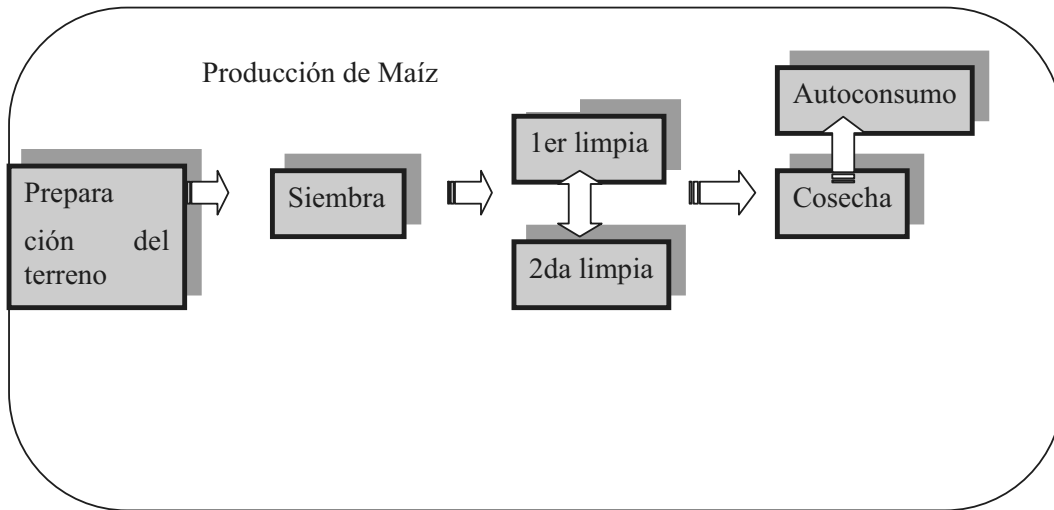 Producción de Maíz
Prepara
ción del
terreno
Siembra
1er limpia
2da limpia
Autoconsumo
Cosecha